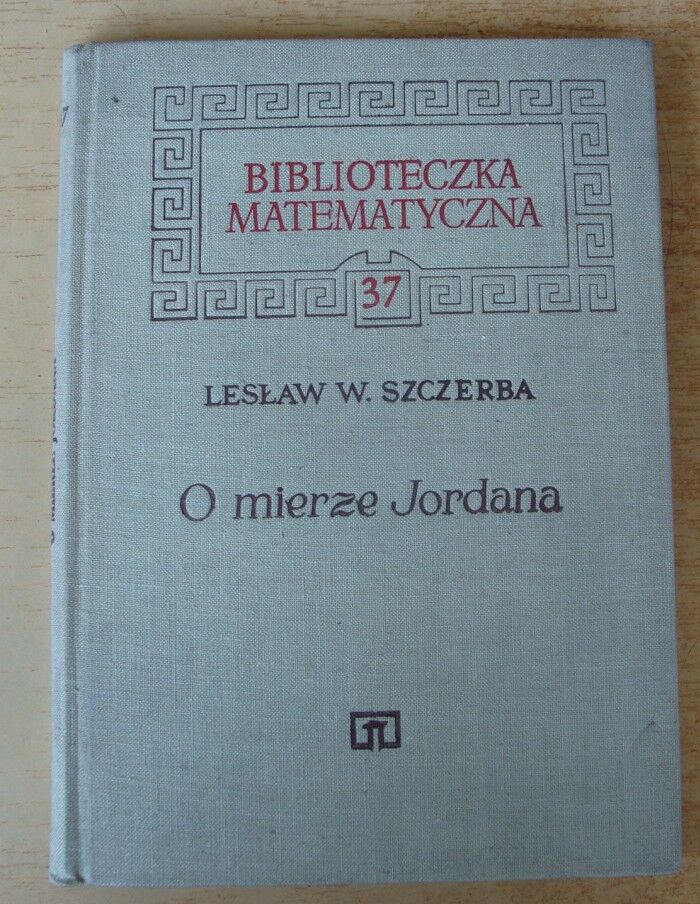 BIBLIOTECZKA
MATEMATYCZNA
37
LESŁAW W. SZCZERBA
O mierze Jordana